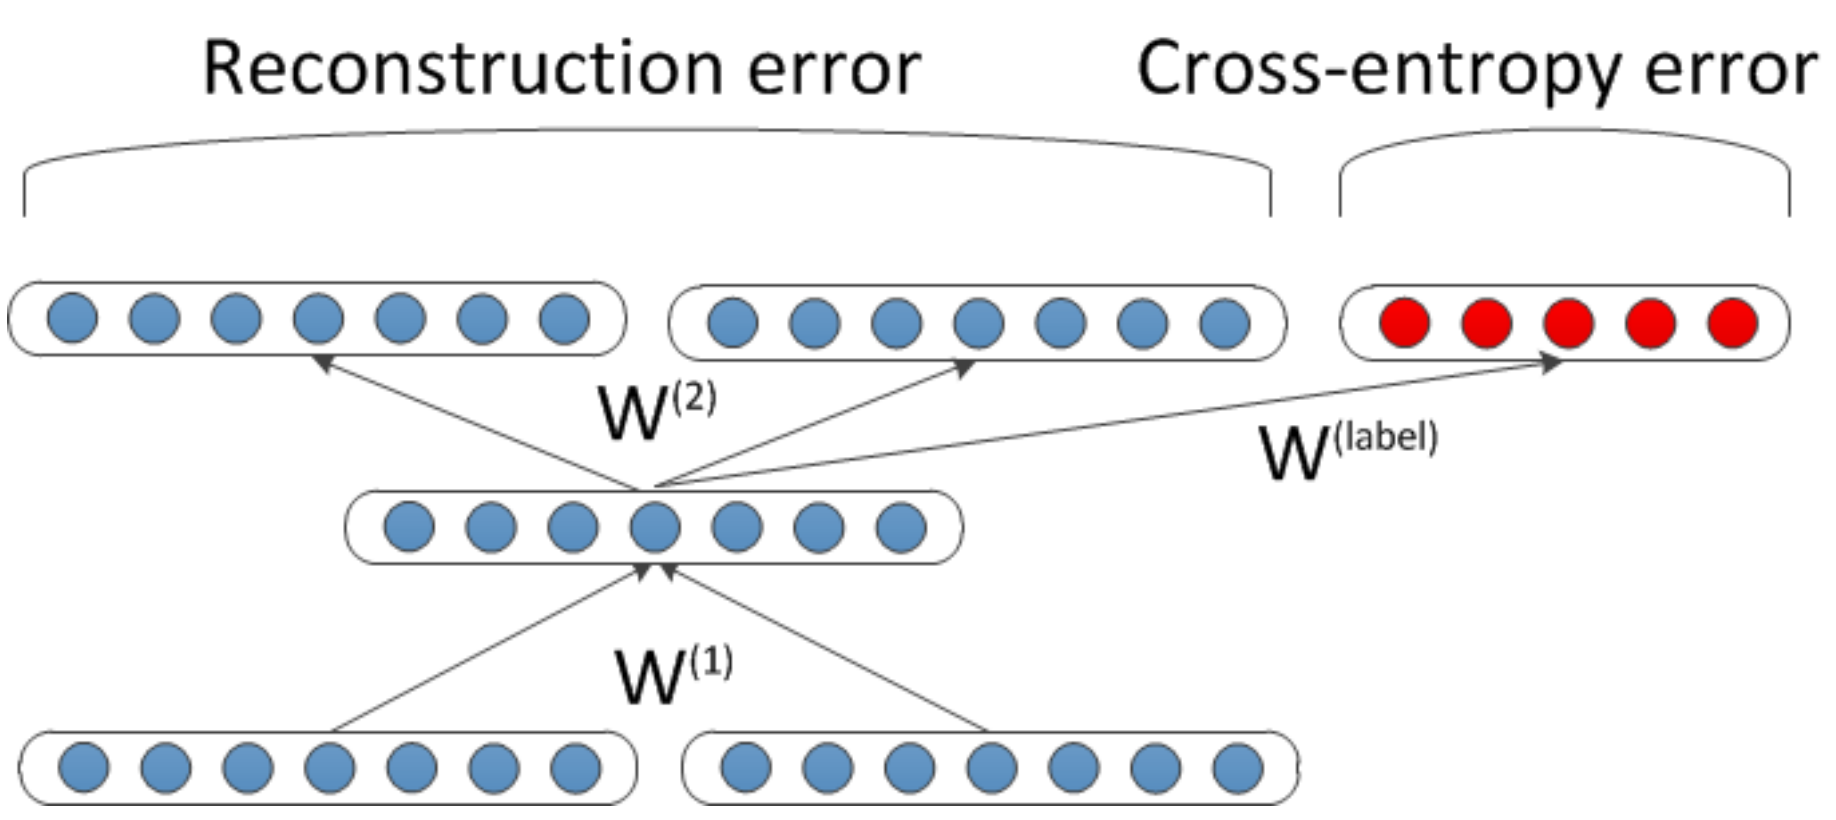 Reconstruction error
Cross-entropy error
W(2)
W(label)
W(1)